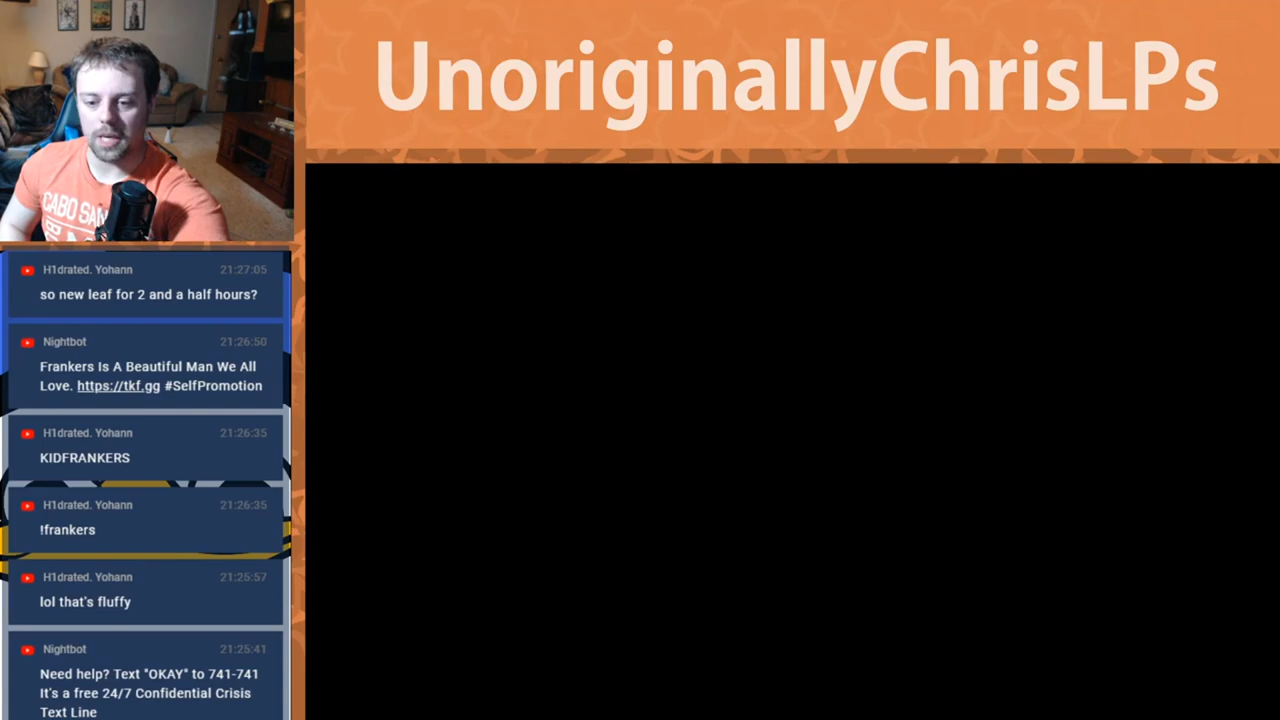 UnoriginallyChrisLPs
CABO SAN
H1drated. Yohann 21:27:05
so new leaf for 2 and a half hours?
Nightbot 21:26:50
Frankers Is A Beautiful Man We All
Love. https://tkf.gg #SelfPromotion
H1drated. Yohann 21:26:35
KIDFRANKERS
H1drated. Yohann 21:26:35
!frankers
H1drated. Yohann 21:25:57
lol that's fluffy
Nightbot 21:25:41
Need help? Text "OKAY" to 741-741
It's a free 24/7 Confidential Crisis
Text Line